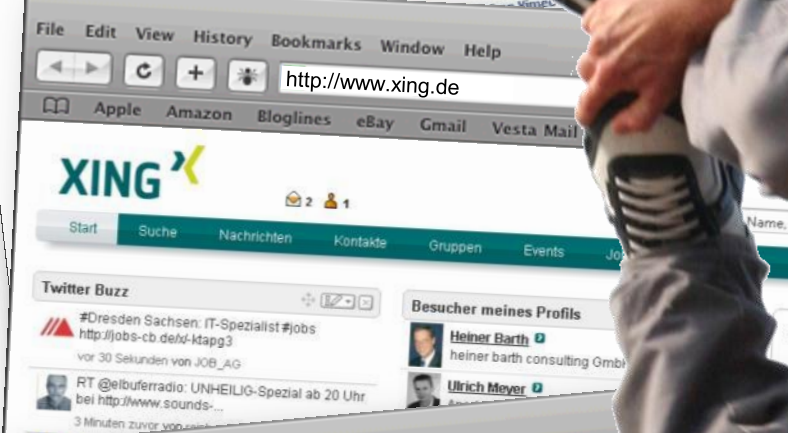 File Edit View History Bookmarks Window Help
http://www.xing.de
Apple Amazon Bloglines eBay Gmail Vesta Mail
XING
2 1
Name,
Start Suche Nachrichten Kontakte Gruppen Events
Twitter Buzz
#Dresden Sachsen: IT-Spezialist #jobs
http://jobs-cb.de/x/-ktapg3
vor 30 Sekunden von JOB_AG
RT @elbuferradio: UNHEILIG-Spezial ab 20 Uhr
bei http://www.sounds-...
3 Minuten zuvor
Besucher meines Profils
Heiner Barth
heiner barth consulting GmbH
Ulrich Meyer